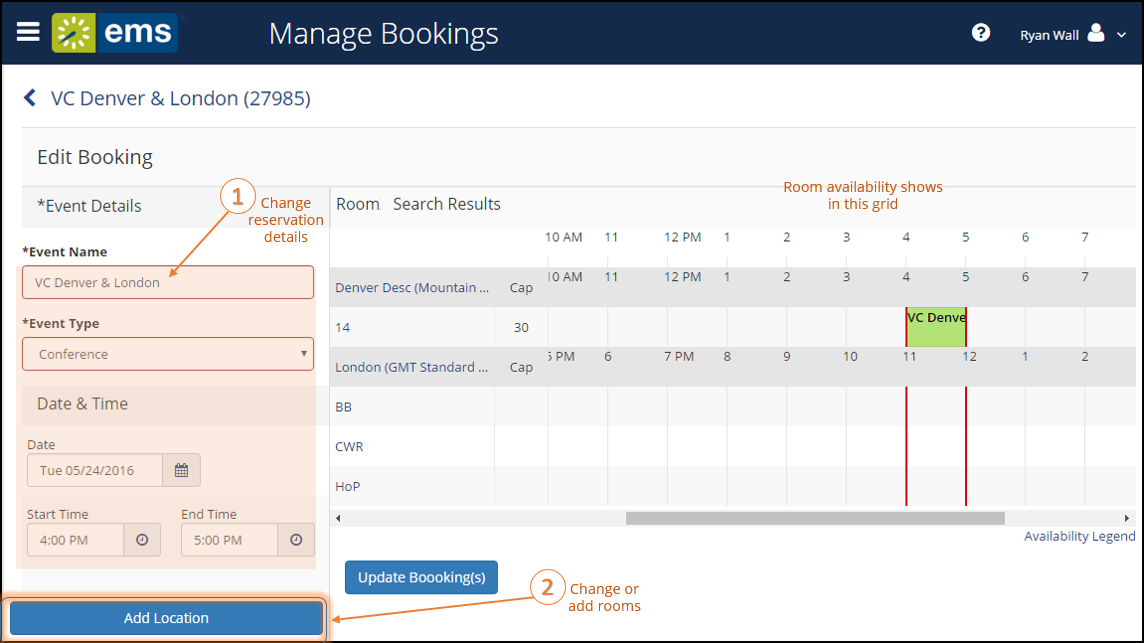 ems
Manage Bookings
?
Ryan Wall
VC Denver & London (27985)
Edit Booking
*Event Details
1
Change
reservation
details
*Event Name
VC Denver & London
*Event Type
Conference
Date & Time
Date
Tue 05/24/2016
Start Time
End Time
4:00 PM
5:00 PM
Add Location
Room
Search Results
Room availability shows
in this grid
10 AM 11 12 PM 1 2 3 4 5 6 7
Denver Desc (Mountain ... Cap 10 AM 11 12 PM 1 2 3 4 5 6 7
14 30 VC Denve
London (GMT Standard ... Cap 5 PM 6 7 PM 8 9 10 11 12 1 2
BB
CWR
HoP
Availability Legend
Update Boooking(s)
2
Change or
add rooms